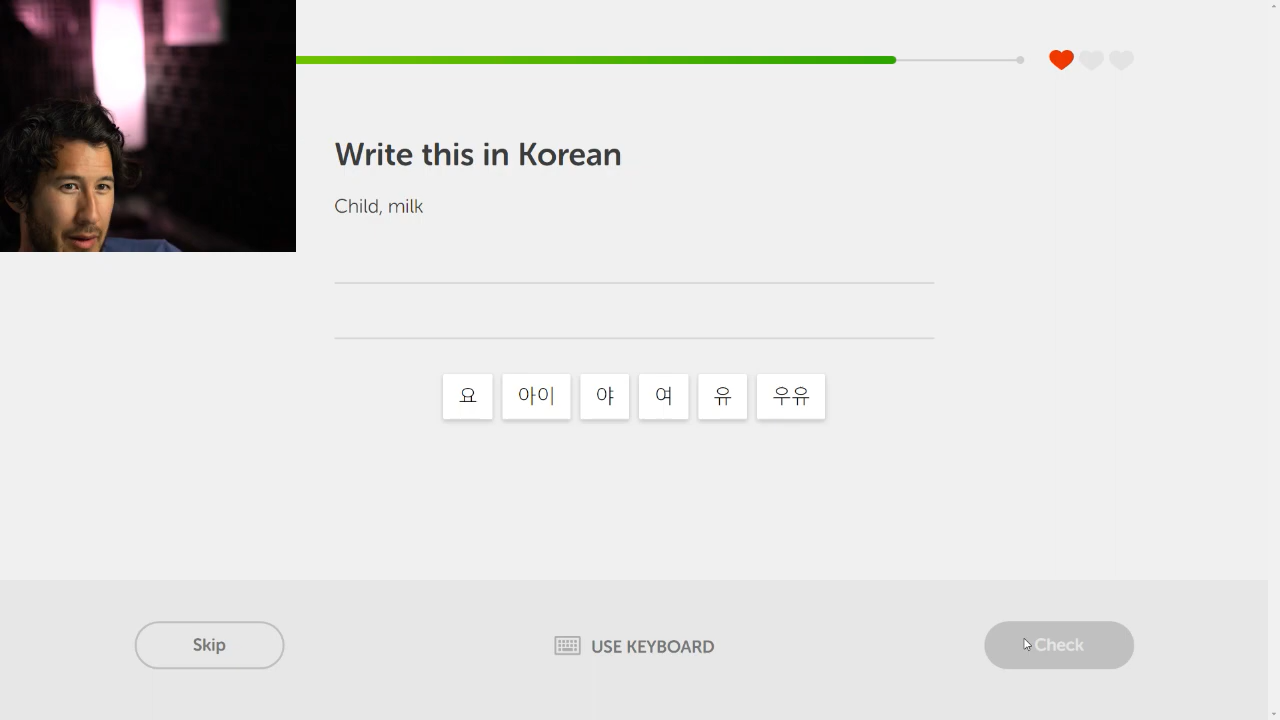 Write this in Korean
Child, milk
요 아이 야 여 유 우유
Skip
USE KEYBOARD
Check